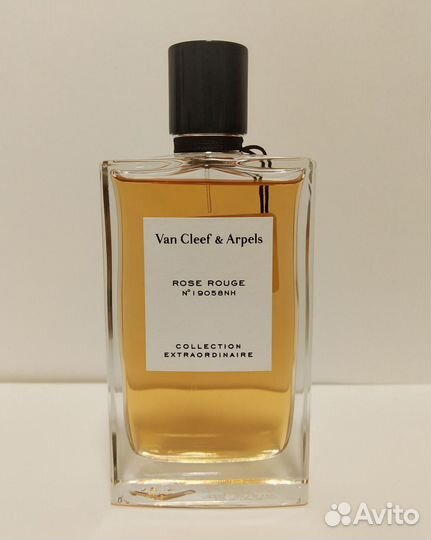 Van Cleef & Arpels
ROSE ROUGE
N°19058NH
COLLECTION
EXTRAORDINAIRE
Avito